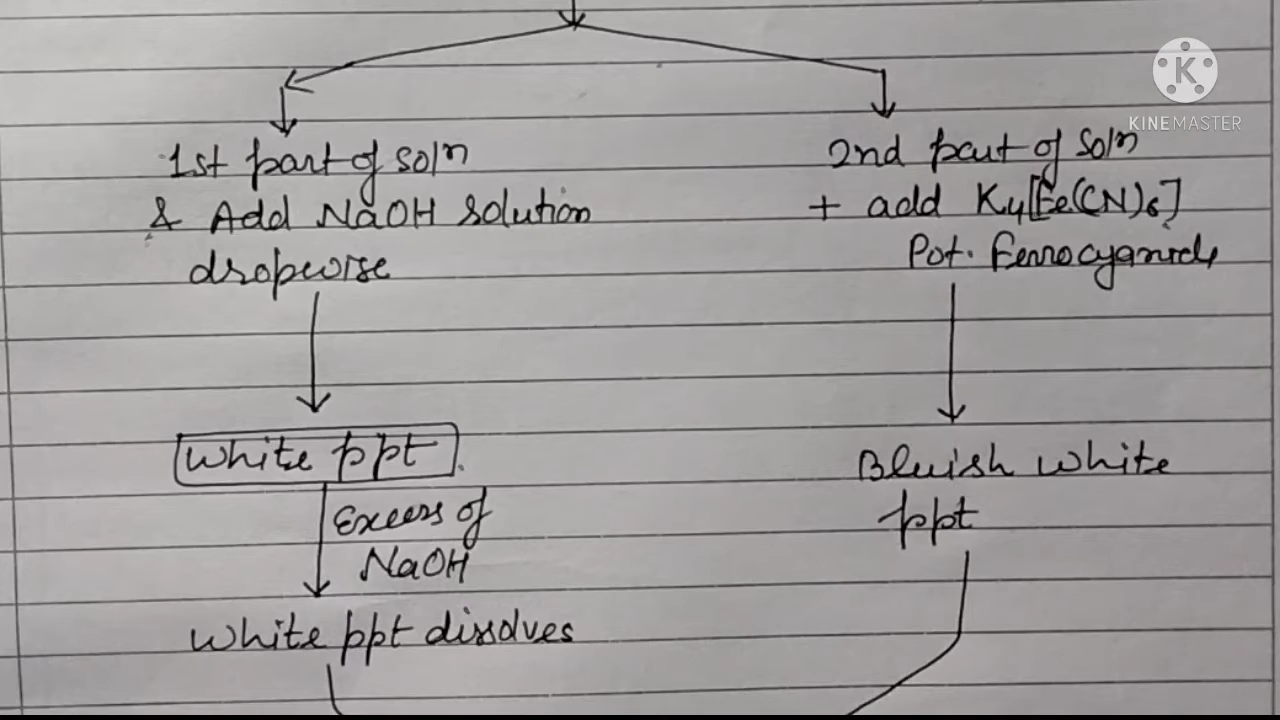 1st part of soln
& Add NaOH solution
dropwise
White ppt.
Excess of
NaOH
White ppt dissolves
2nd part of soln
+ add K4[Fe(CN)6]
Pot. Ferrocyanide
Bluish white
ppt
K
KINEMASTER